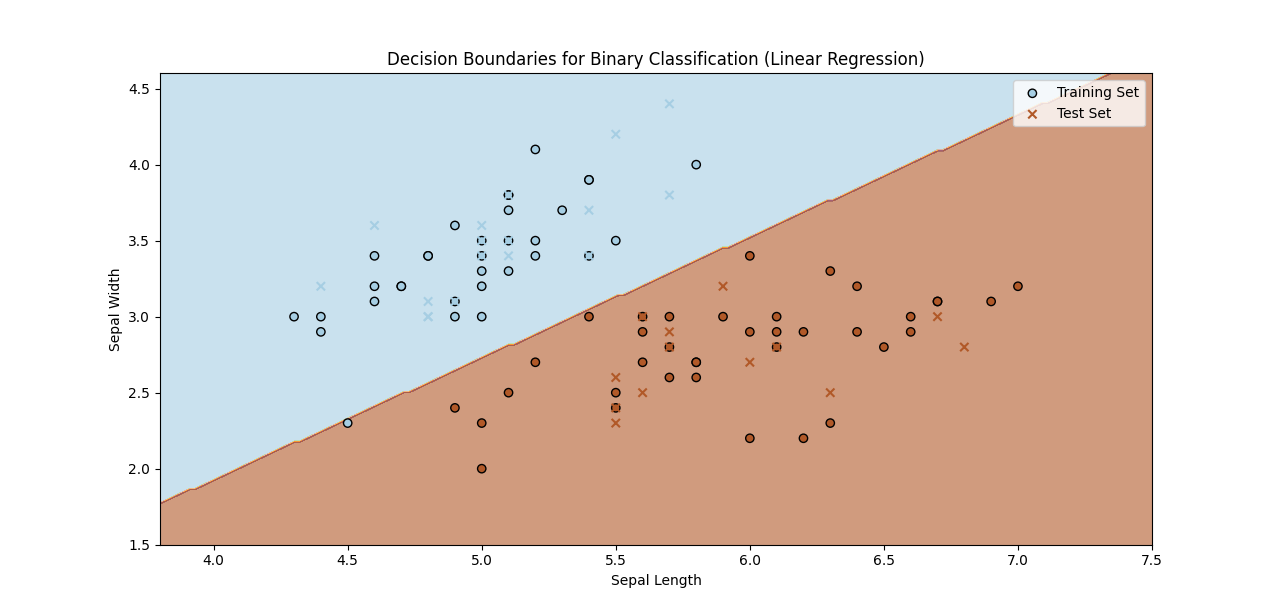 Decision Boundaries for Binary Classification (Linear Regression)
Training Set
Test Set
4.5
4.0
3.5
3.0
2.5
2.0
1.5
Sepal Width
4.0 4.5 5.0 5.5 6.0 6.5 7.0 7.5
Sepal Length